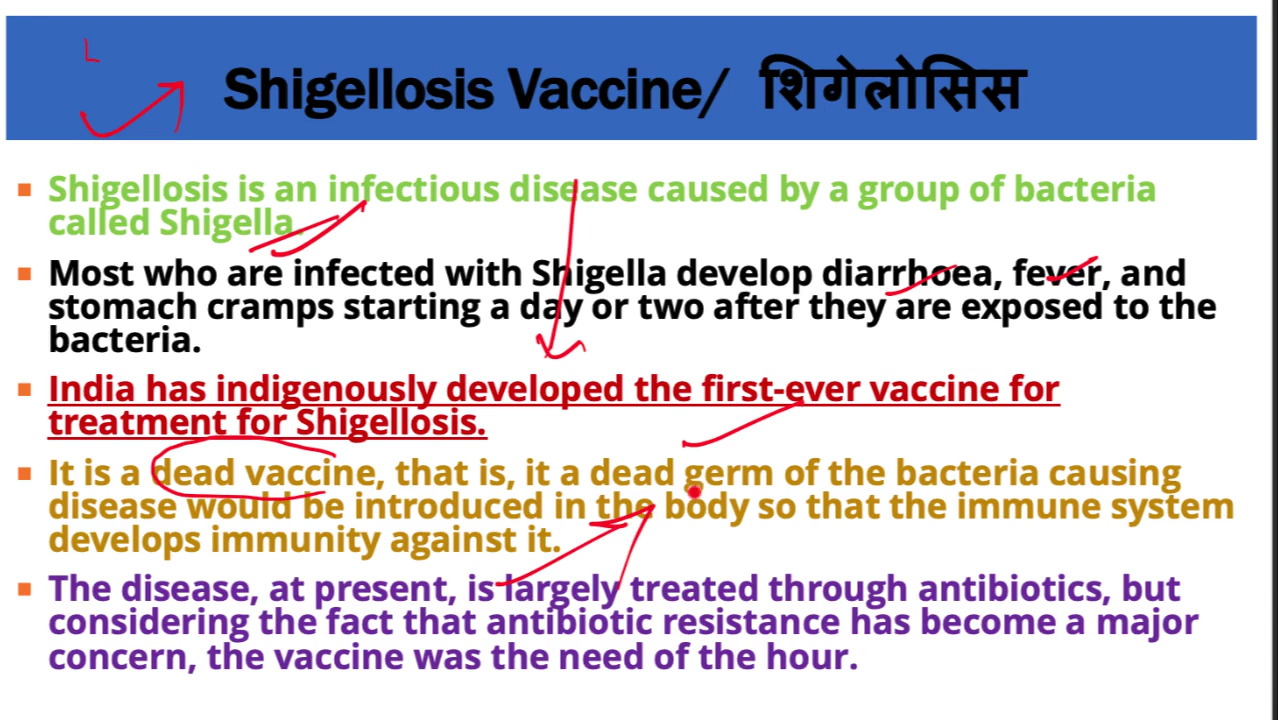 Shigellosis Vaccine/ शिगेलोसिस
Shigellosis is an infectious disease caused by a group of bacteria
called Shigella.
Most who are infected with Shigella develop diarrhoea, fever, and
stomach cramps starting a day or two after they are exposed to the
bacteria.
India has indigenously developed the first-ever vaccine for
treatment for Shigellosis.
It is a dead vaccine, that is, it a dead germ of the bacteria causing
disease would be introduced in the body so that the immune system
develops immunity against it.
The disease, at present, is largely treated through antibiotics, but
considering the fact that antibiotic resistance has become a major
concern, the vaccine was the need of the hour.